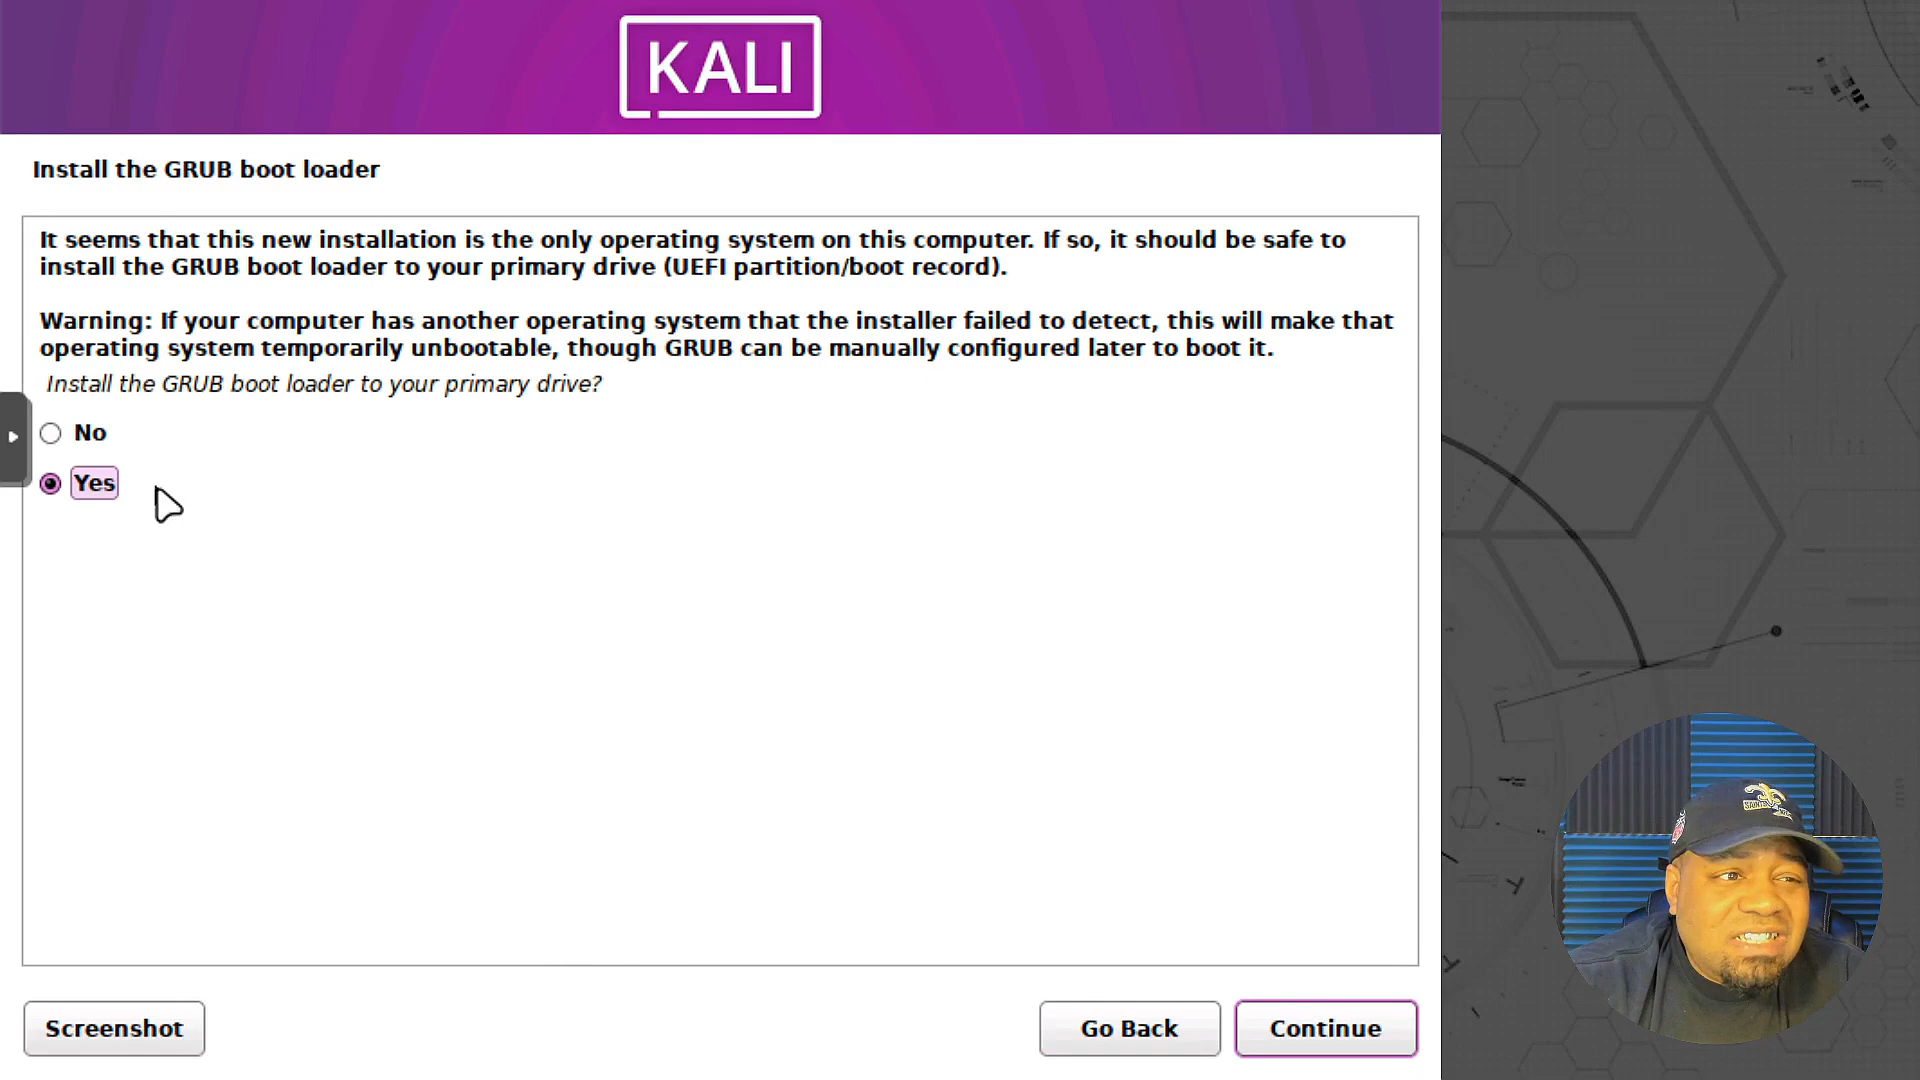 KALI
Install the GRUB boot loader
It seems that this new installation is the only operating system on this computer. If so, it should be safe to
install the GRUB boot loader to your primary drive (UEFI partition/boot record).
Warning: If your computer has another operating system that the installer failed to detect, this will make that
operating system temporarily unbootable, though GRUB can be manually configured later to boot it.
Install the GRUB boot loader to your primary drive?
No
Yes
SAINTS
Screenshot
Go Back
Continue